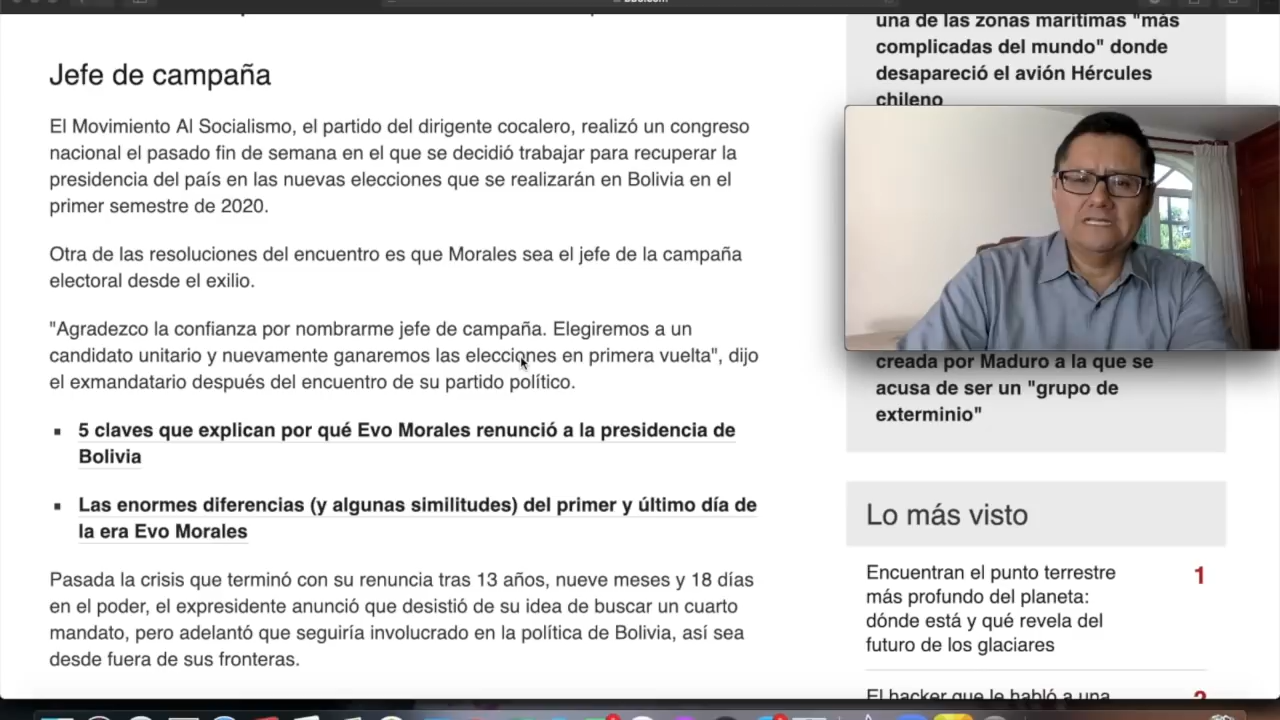 Jefe de campaña
El Movimiento Al Socialismo, el partido del dirigente cocalero, realizó un congreso
nacional el pasado fin de semana en el que se decidió trabajar para recuperar la
presidencia del país en las nuevas elecciones que se realizarán en Bolivia en el
primer semestre de 2020.
Otra de las resoluciones del encuentro es que Morales sea el jefe de la campaña
electoral desde el exilio.
"Agradezco la confianza por nombrarme jefe de campaña. Elegiremos a un
candidato unitario y nuevamente ganaremos las elecciones en primera vuelta", dijo
el exmandatario después del encuentro de su partido político.
5 claves que explican por qué Evo Morales renunció a la presidencia de
Bolivia
Las enormes diferencias (y algunas similitudes) del primer y último día de
la era Evo Morales
Pasada la crisis que terminó con su renuncia tras 13 años, nueve meses y 18 días
en el poder, el expresidente anunció que desistió de su idea de buscar un cuarto
mandato, pero adelantó que seguiría involucrado en la política de Bolivia, así sea
desde fuera de sus fronteras.
una de las zonas marítimas "más
complicadas del mundo" donde
desapareció el avión Hércules
chileno
creada por Maduro a la que se
acusa de ser un "grupo de
exterminio"
Lo más visto
Encuentran el punto terrestre 1
más profundo del planeta:
dónde está y qué revela del
futuro de los glaciares
El hacker que le habló a una 2